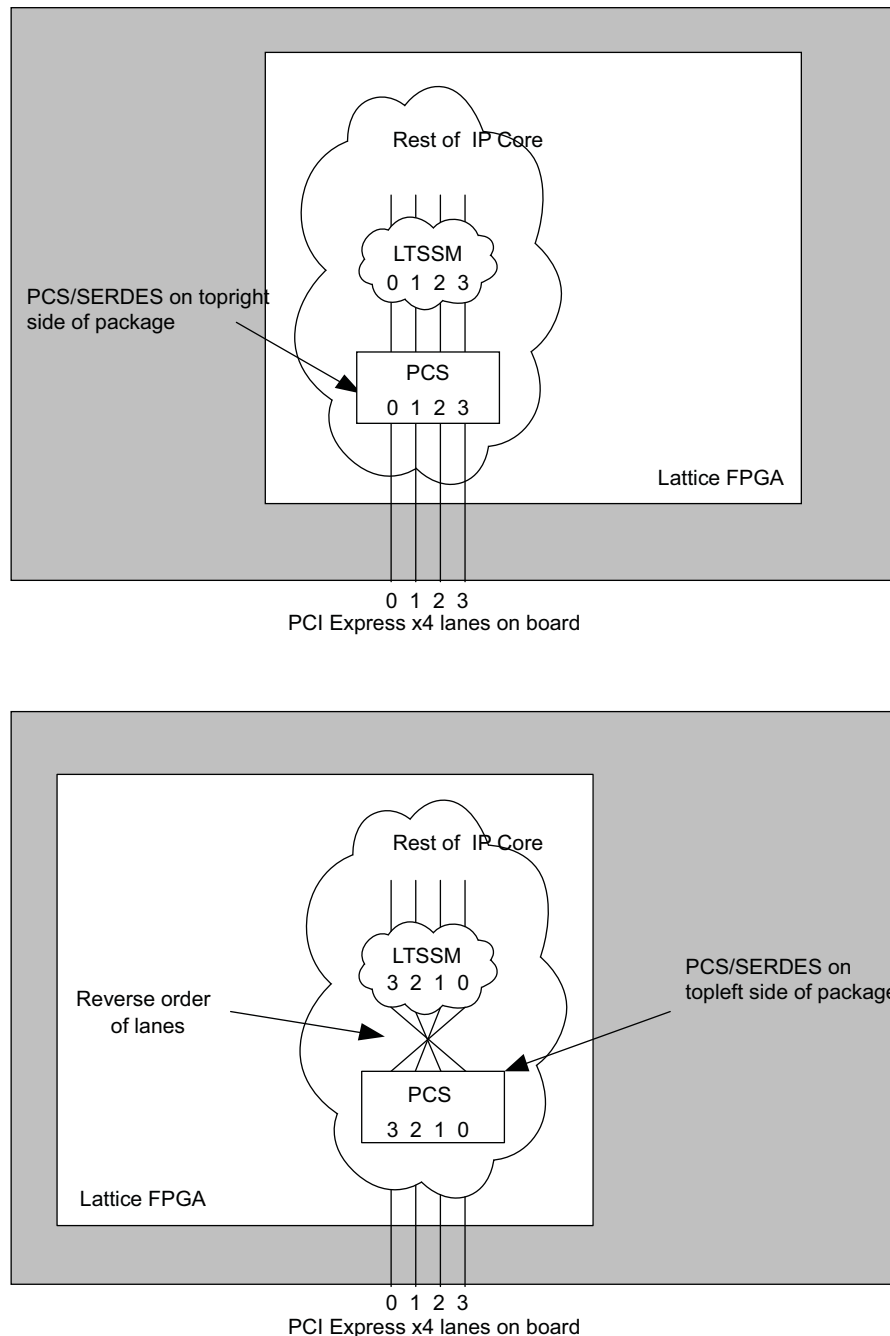 Rest of IP Core
LTSSM
0 1 2 3
PCS/SERDES on topright
side of package
PCS
0 1 2 3
Lattice FPGA
0 1 2 3
PCI Express x4 lanes on board
Rest of IP Core
LTSSM
3 2 1 0
PCS/SERDES on
topleft side of package
Reverse order
of lanes
PCS
3 2 1 0
Lattice FPGA
0 1 2 3
PCI Express x4 lanes on board